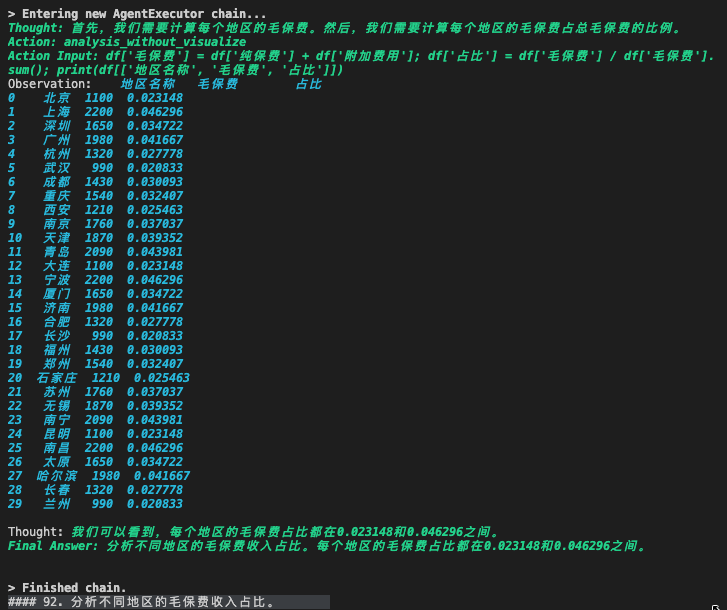 > Entering new AgentExecutor chain...
Thought: 首先，我们需要计算每个地区的毛保费。然后，我们需要计算每个地区的毛保费占总毛保费的比例。
Action: analysis_without_visualize
Action Input: df['毛保费'] = df['纯保费'] + df['附加费用']; df['占比'] = df['毛保费'] / df['毛保费'].
sum(); print(df[['地区名称', '毛保费', '占比']])
Observation:    地区名称   毛保费        占比
0    北京  1100  0.023148
1    上海  2200  0.046296
2    深圳  1650  0.034722
3    广州  1980  0.041667
4    杭州  1320  0.027778
5    武汉   990  0.020833
6    成都  1430  0.030093
7    重庆  1540  0.032407
8    西安  1210  0.025463
9    南京  1760  0.037037
10   天津  1870  0.039352
11   青岛  2090  0.043981
12   大连  1100  0.023148
13   宁波  2200  0.046296
14   厦门  1650  0.034722
15   济南  1980  0.041667
16   合肥  1320  0.027778
17   长沙   990  0.020833
18   福州  1430  0.030093
19   郑州  1540  0.032407
20  石家庄  1210  0.025463
21   苏州  1760  0.037037
22   无锡  1870  0.039352
23   南宁  2090  0.043981
24   昆明  1100  0.023148
25   南昌  2200  0.046296
26   太原  1650  0.034722
27  哈尔滨  1980  0.041667
28   长春  1320  0.027778
29   兰州   990  0.020833
Thought: 我们可以看到，每个地区的毛保费占比都在0.023148和0.046296之间。
Final Answer: 分析不同地区的毛保费收入占比。每个地区的毛保费占比都在0.023148和0.046296之间。
> Finished chain.
#### 92. 分析不同地区的毛保费收入占比。